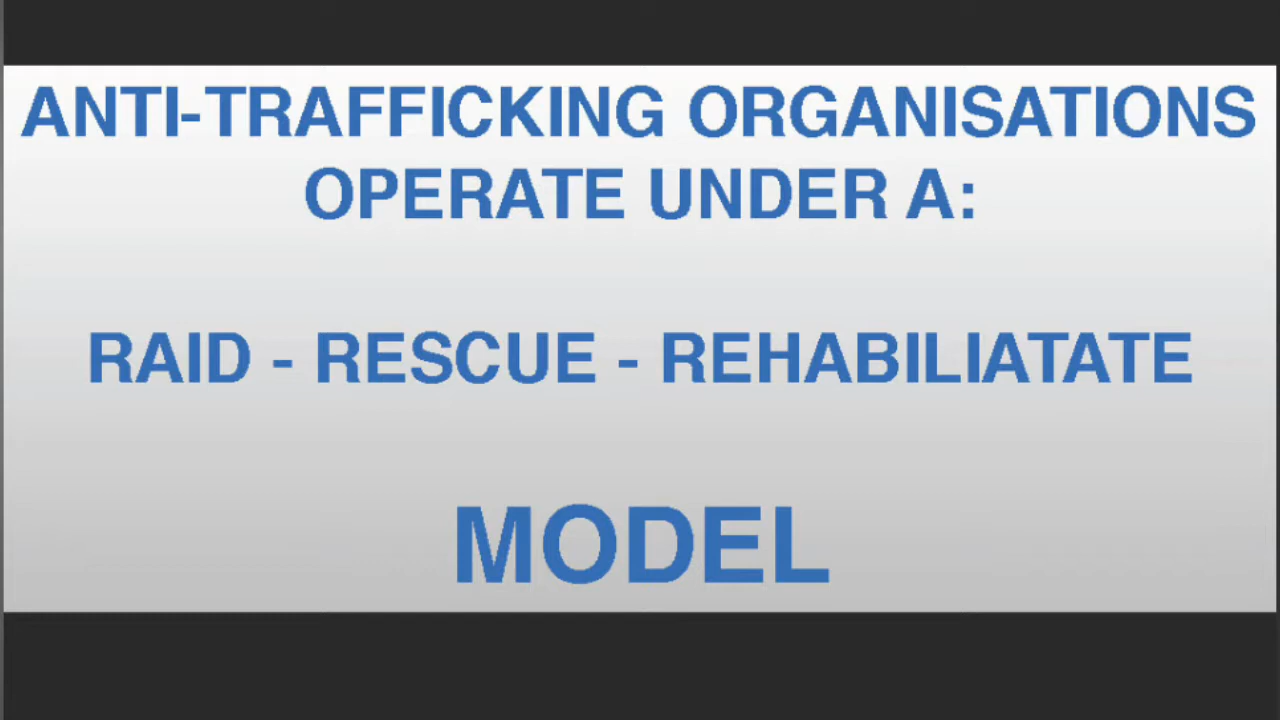 ANTI-TRAFFICKING ORGANISATIONS
OPERATE UNDER A:
RAID - RESCUE - REHABILIATATE
MODEL